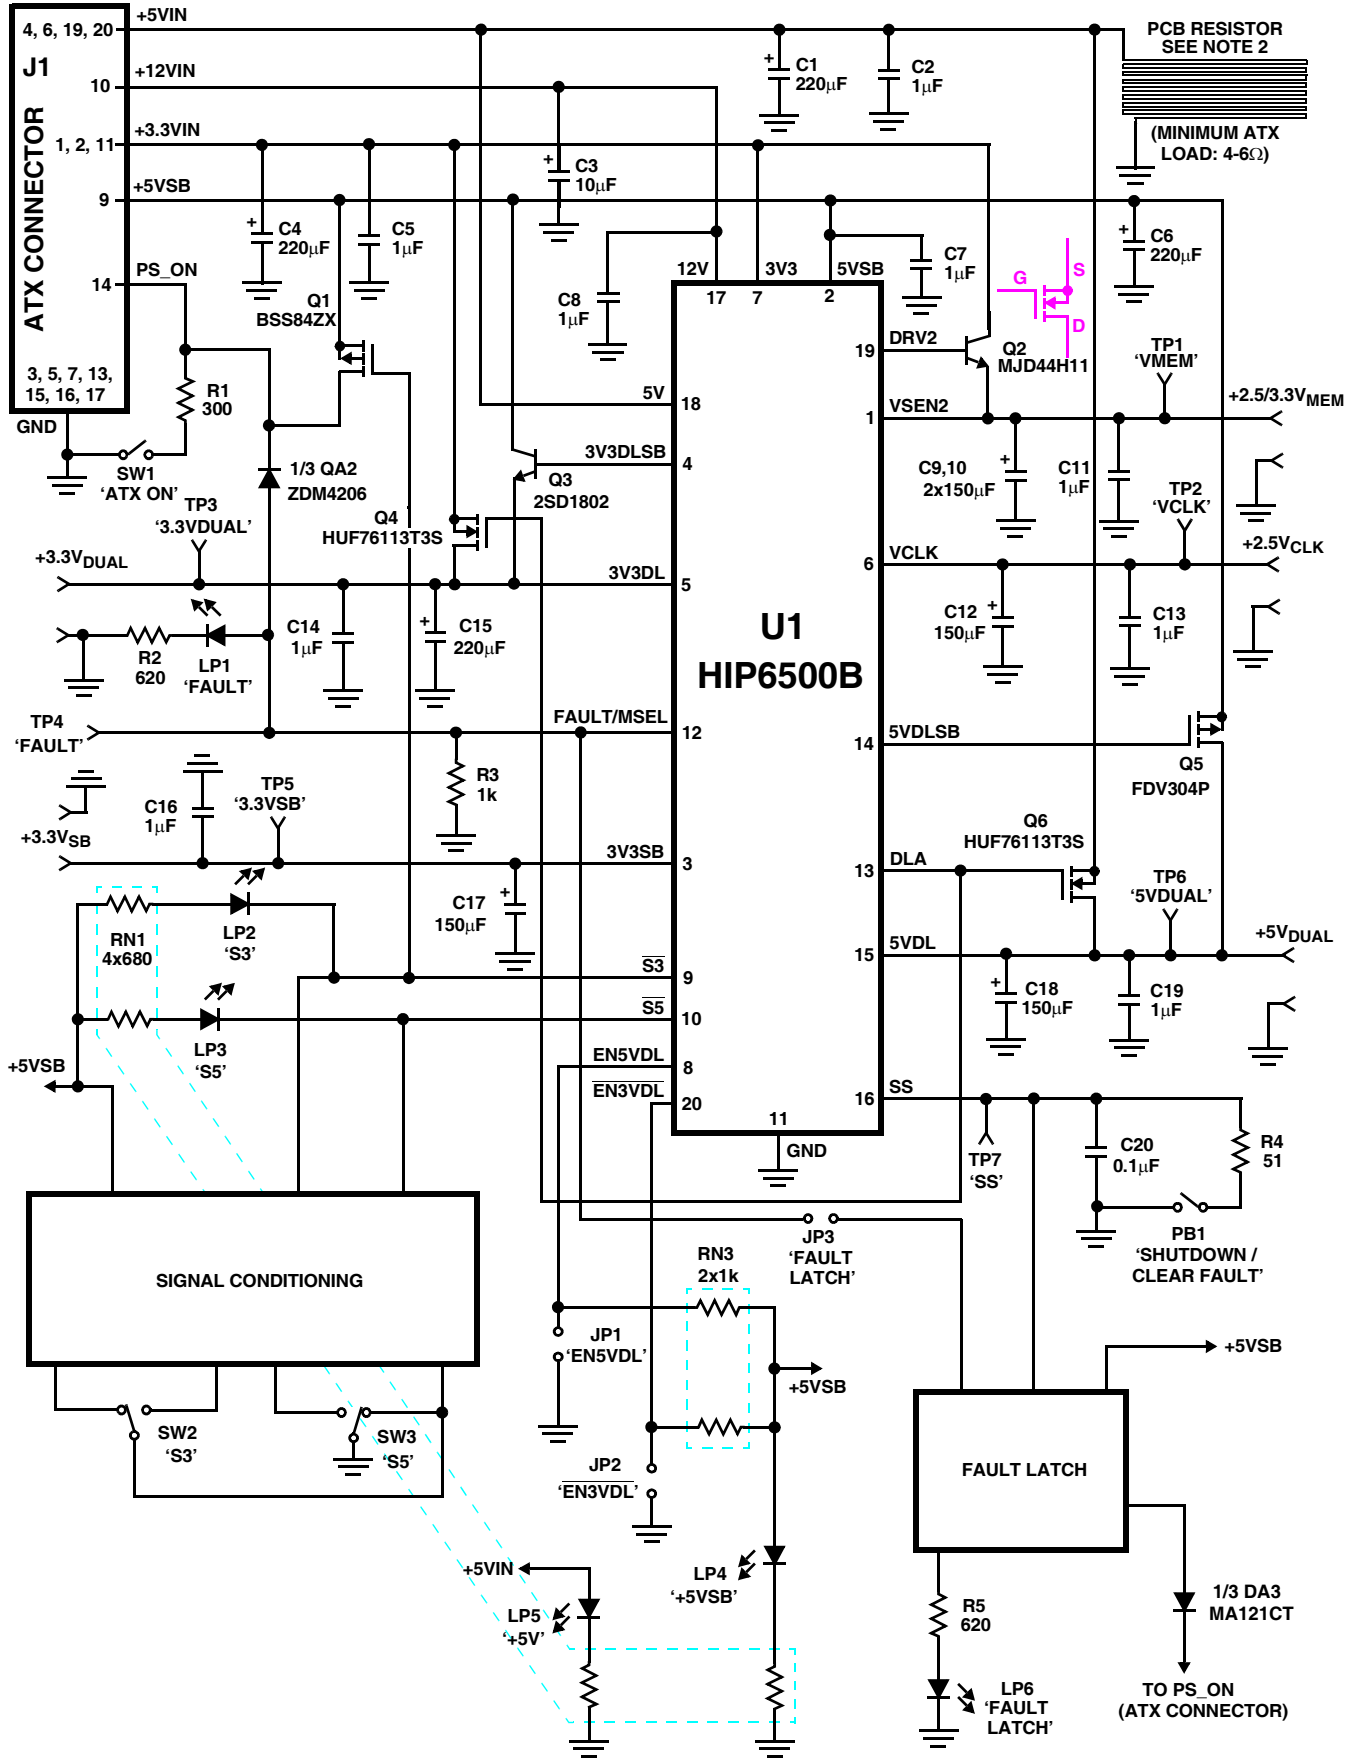 +5VIN
4, 6, 19, 20
J1
ATX CONNECTOR
+12VIN
10
+3.3VIN
1, 2, 11
+5VSB
9
PS_ON
14
3, 5, 7, 13,
15, 16, 17
GND
PCB RESISTOR
SEE NOTE 2
(MINIMUM ATX
LOAD: 4-6Ω)
C1
220µF
C2
1µF
C3
10µF
C4
220µF
C5
1µF
C6
220µF
C7
1µF
C8
1µF
Q1
BSS84ZX
R1
300
SW1
'ATX ON'
1/3 QA2
ZDM4206
12V
17
3V3
7
5VSB
2
G
S
D
19
DRV2
Q2
MJD44H11
TP1
'VMEM'
5V
18
1
VSEN2
+2.5/3.3VMEM
3V3DLSB
4
Q3
2SD1802
Q4
HUF76113T3S
C9,10
2x150µF
C11
1µF
TP2
'VCLK'
TP3
'3.3VDUAL'
+3.3VDUAL
3V3DL
5
6
VCLK
+2.5VCLK
R2
620
LP1
'FAULT'
C14
1µF
C15
220µF
U1
HIP6500B
C12
150µF
C13
1µF
TP4
'FAULT'
FAULT/MSEL
12
14
5VDLSB
Q5
FDV304P
R3
1k
C16
1µF
TP5
'3.3VSB'
+3.3VSB
3V3SB
3
13
DLA
Q6
HUF76113T3S
TP6
'5VDUAL'
C17
150µF
RN1
4x680
LP2
'S3'
S3
9
15
5VDL
+5VDUAL
C18
150µF
C19
1µF
LP3
'S5'
S5
10
+5VSB
EN5VDL
8
EN3VDL
20
16
SS
11
GND
TP7
'SS'
C20
0.1µF
R4
51
PB1
'SHUTDOWN /
CLEAR FAULT'
SIGNAL CONDITIONING
JP3
'FAULT
LATCH'
RN3
2x1k
JP1
'EN5VDL'
+5VSB
+5VSB
SW2
'S3'
SW3
'S5'
JP2
'EN3VDL'
FAULT LATCH
+5VIN
LP5
'+5V'
LP4
'+5VSB'
R5
620
LP6
'FAULT
LATCH'
1/3 DA3
MA121CT
TO PS_ON
(ATX CONNECTOR)